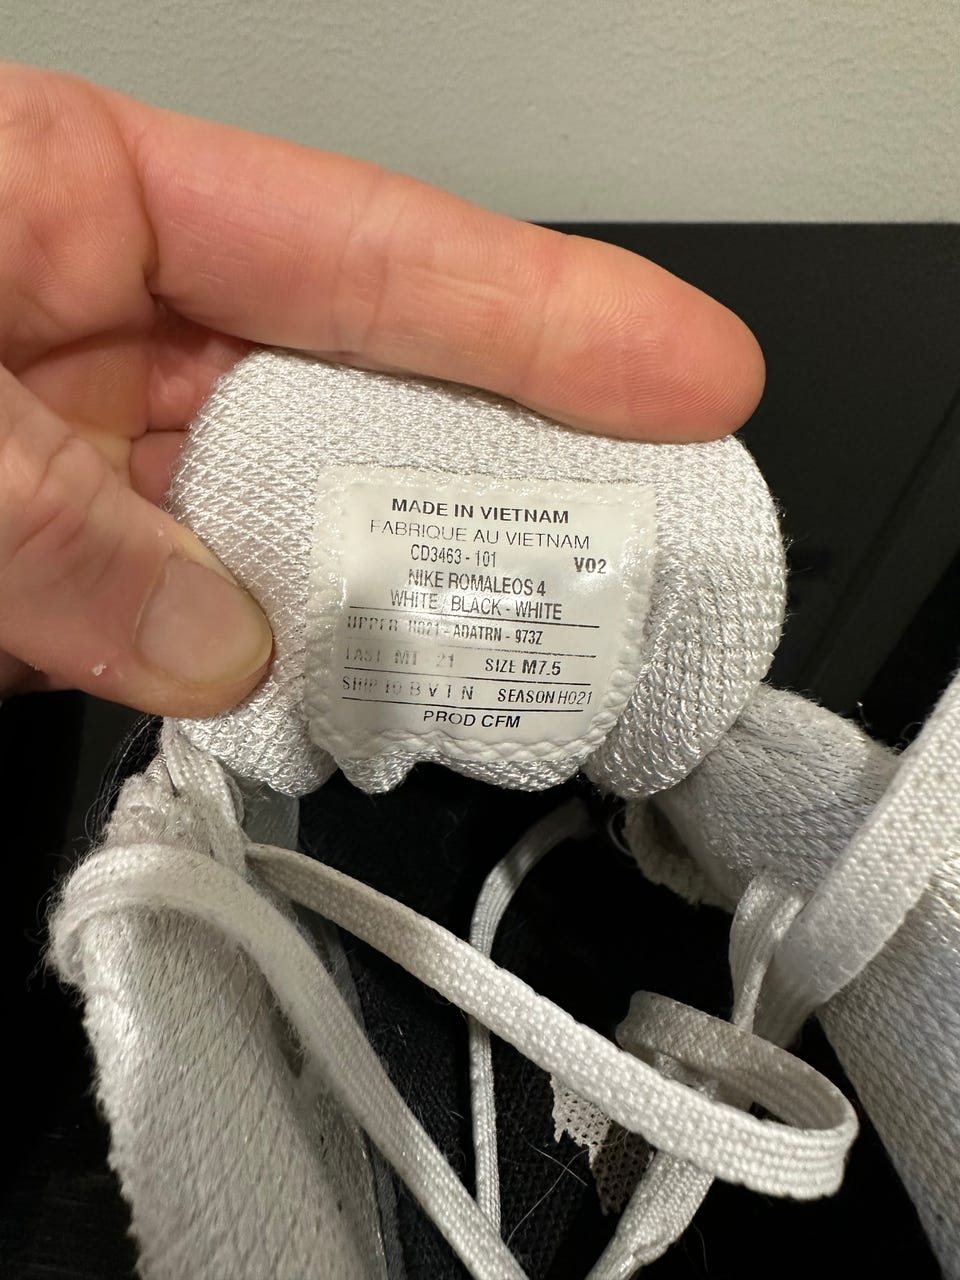 MADE IN VIETNAM
FABRIQUE AU VIETNAM
CD3463 - 101 V02
NIKE ROMALEOS 4
WHITE / BLACK - WHITE
UPPER H021 - ADATRN - 973Z
LAST MT 21 SIZE M7.5
SHIP TO B V T N SEASON HO21
PROD CFM